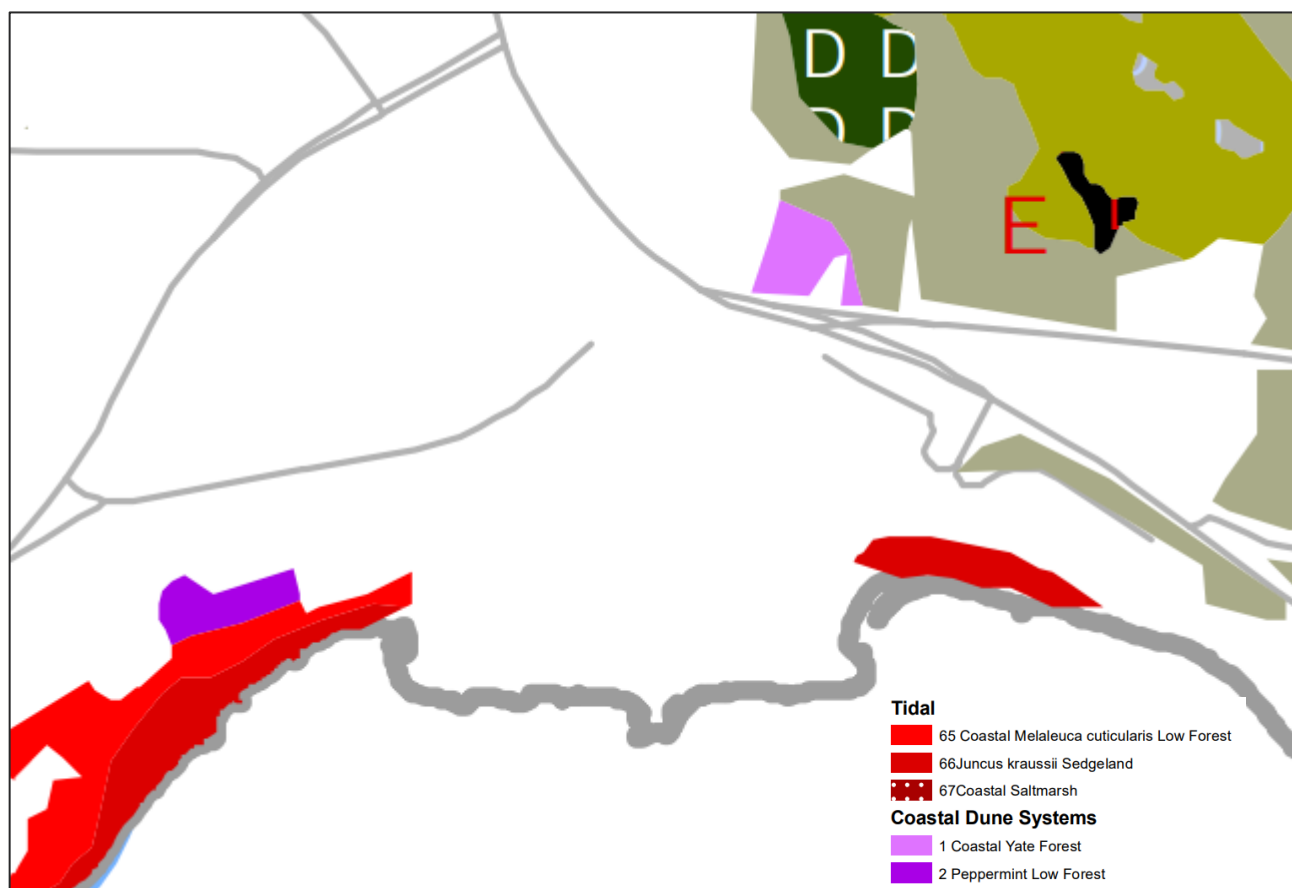 D D
D D
E I
Tidal
65 Coastal Melaleuca cuticularis Low Forest
66Juncus kraussii Sedgeland
67Coastal Saltmarsh
Coastal Dune Systems
1 Coastal Yate Forest
2 Peppermint Low Forest